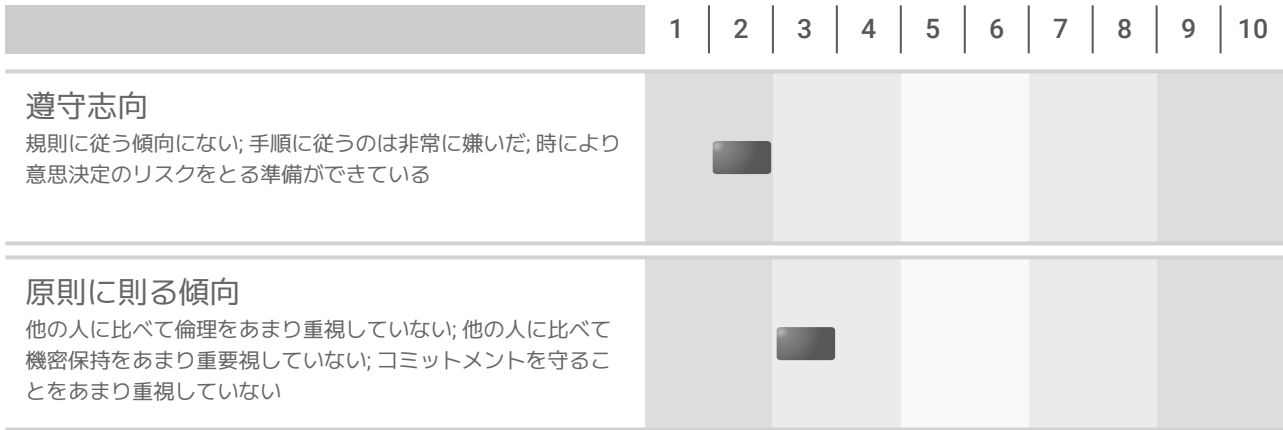 1 2 3 4 5 6 7 8 9 10
遵守志向
規則に従う傾向にない; 手順に従うのは非常に嫌いだ; 時により
意思決定のリスクをとる準備ができている
原則に則る傾向
他の人に比べて倫理をあまり重視していない; 他の人に比べて
機密保持をあまり重要視していない; コミットメントを守るこ
とをあまり重視していない